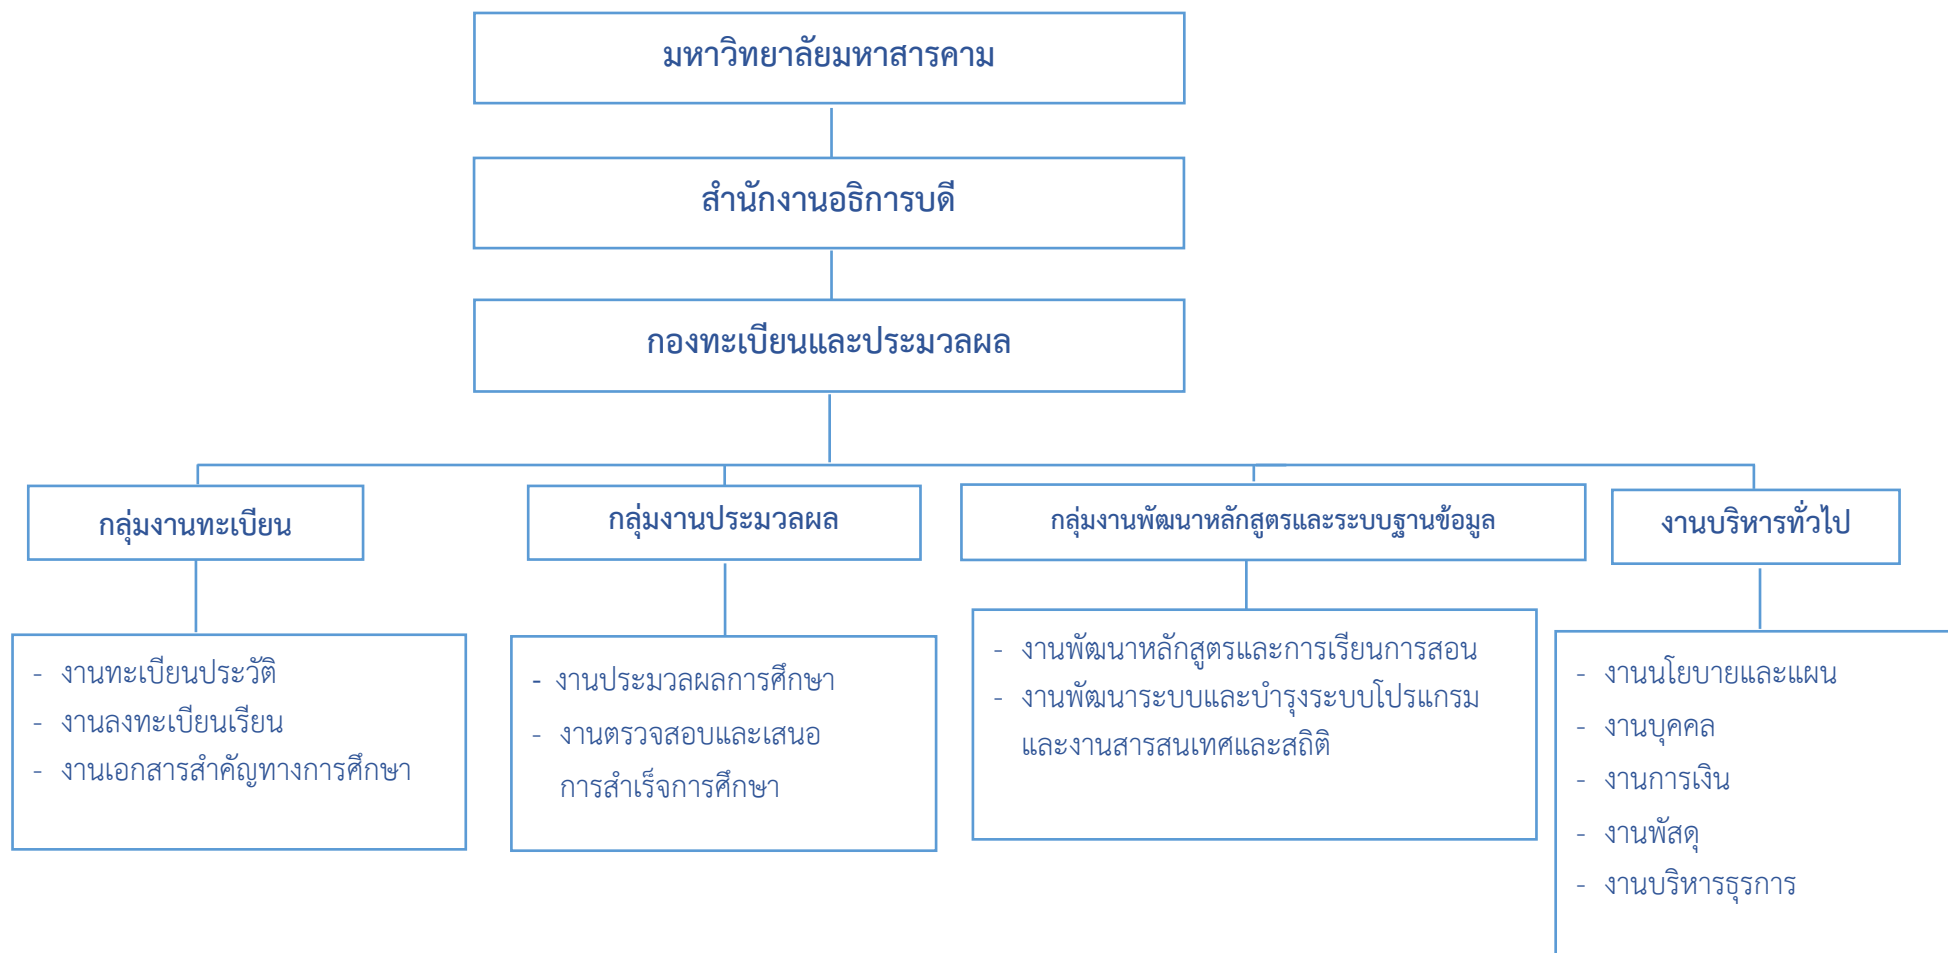 มหาวิทยาลัยมหาสารคาม
สำนักงานอธิการบดี
กองทะเบียนและประมวลผล
กลุ่มงานทะเบียน
กลุ่มงานประมวลผล
กลุ่มงานพัฒนาหลักสูตรและระบบฐานข้อมูล
งานบริหารทั่วไป
- งานทะเบียนประวัติ
- งานลงทะเบียนเรียน
- งานเอกสารสำคัญทางการศึกษา
- งานประมวลผลการศึกษา
- งานตรวจสอบและเสนอ
การสำเร็จการศึกษา
- งานพัฒนาหลักสูตรและการเรียนการสอน
- งานพัฒนาระบบและบำรุงระบบโปรแกรม
และงานสารสนเทศและสถิติ
- งานนโยบายและแผน
- งานบุคคล
- งานการเงิน
- งานพัสดุ
- งานบริหารธุรการ